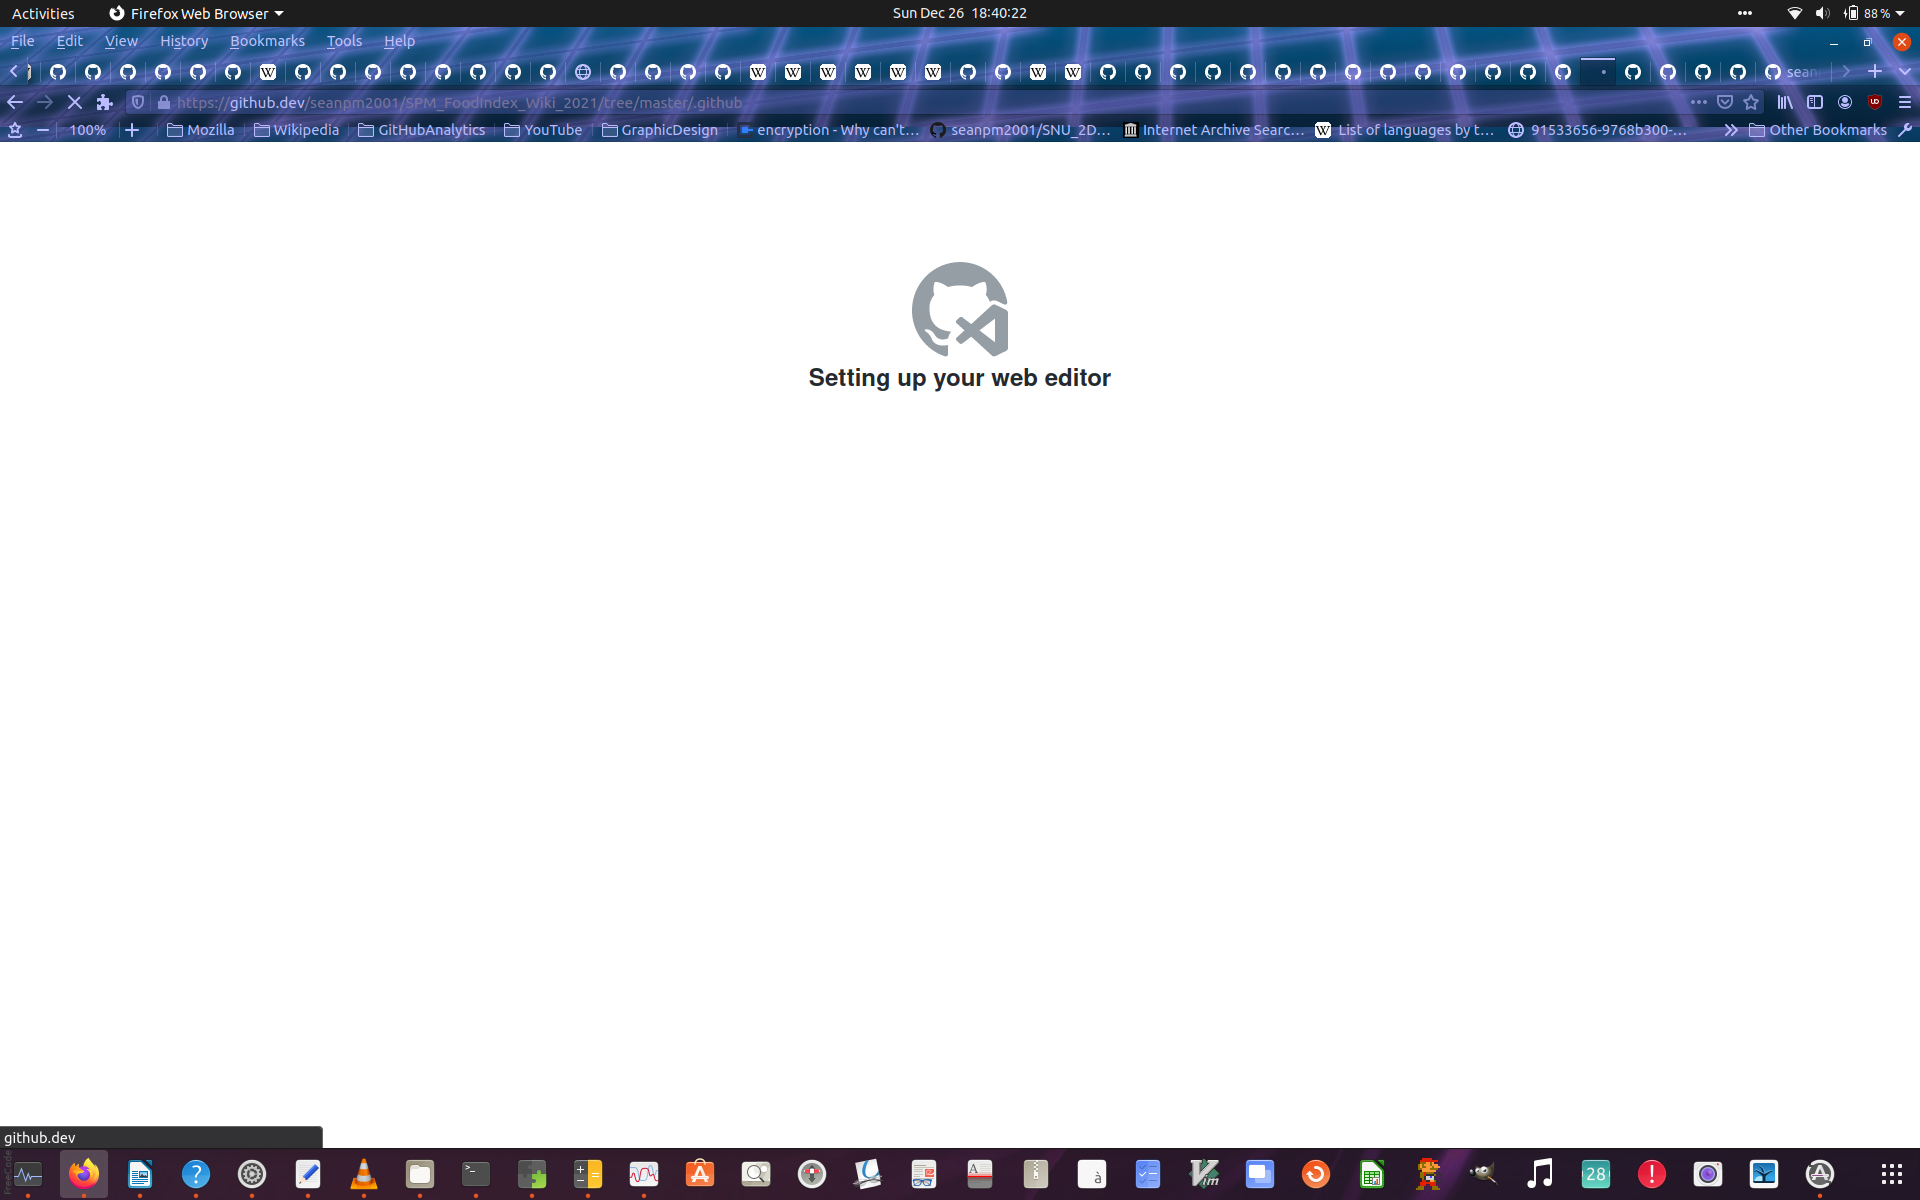 Activities Firefox Web Browser Sun Dec 26 18:40:22 88 %
File Edit View History Bookmarks Tools Help
sean
https://github.dev/seanpm2001/SPM_FoodIndex_Wiki_2021/tree/master/.github
100% Mozilla Wikipedia GitHubAnalytics YouTube GraphicDesign encryption - Why can't... seanpm2001/SNU_2D... Internet Archive Searc... List of languages by t... 91533656-9768b300-... Other Bookmarks
Setting up your web editor
github.dev
28